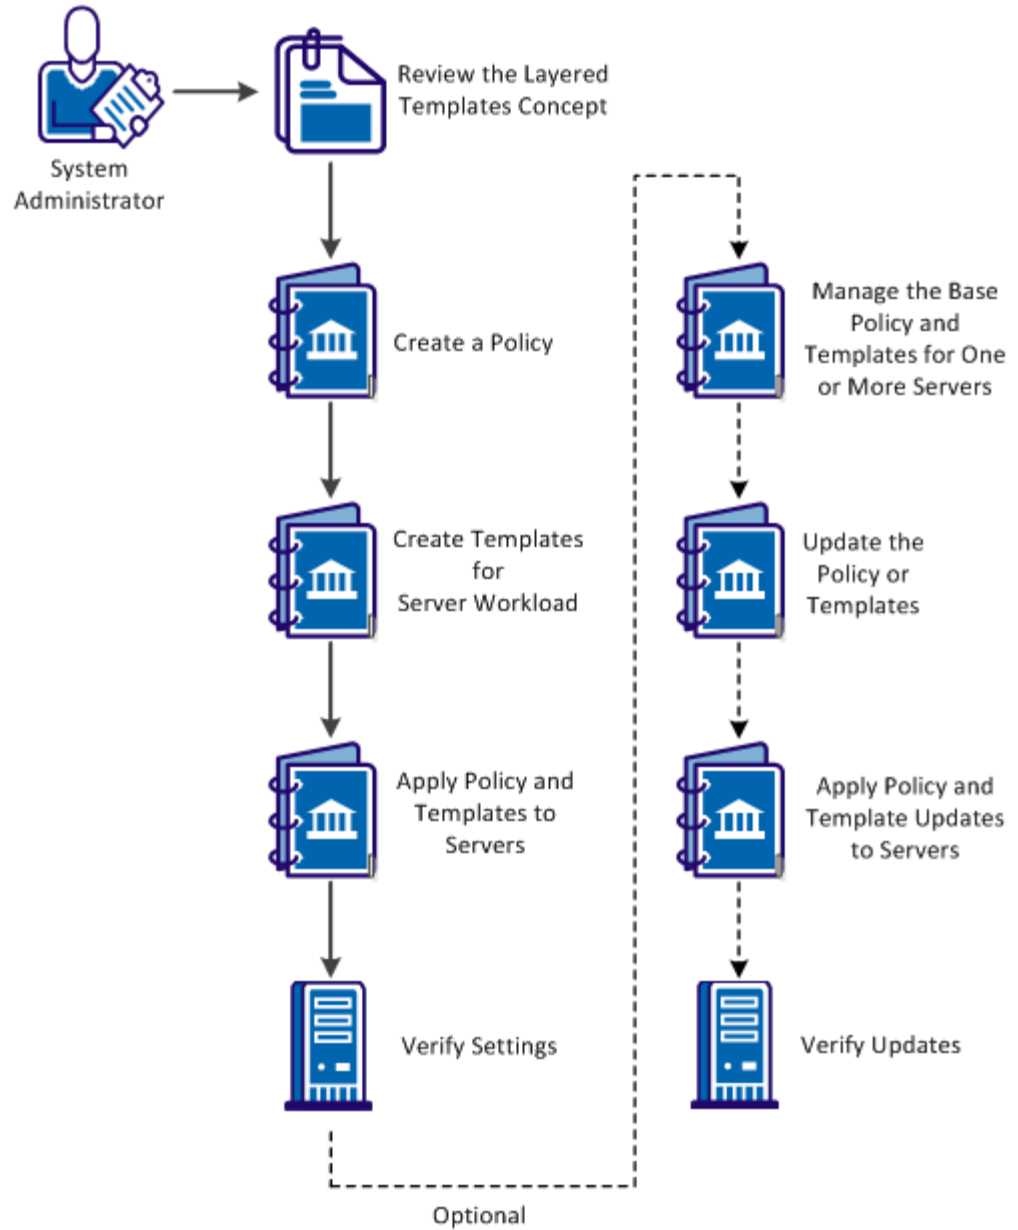 System
Administrator
Review the Layered
Templates Concept
Create a Policy
Create Templates
for
Server Workload
Apply Policy and
Templates to
Servers
Verify Settings
Optional
Manage the Base
Policy and
Templates for One
or More Servers
Update the
Policy or
Templates
Apply Policy and
Template Updates
to Servers
Verify Updates